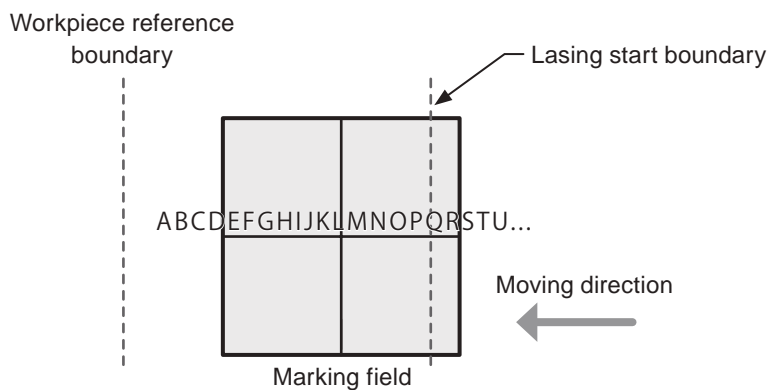 Workpiece reference
boundary
Lasing start boundary
ABCDEFGHIJKLMNOPQRSTU...
Moving direction
Marking field